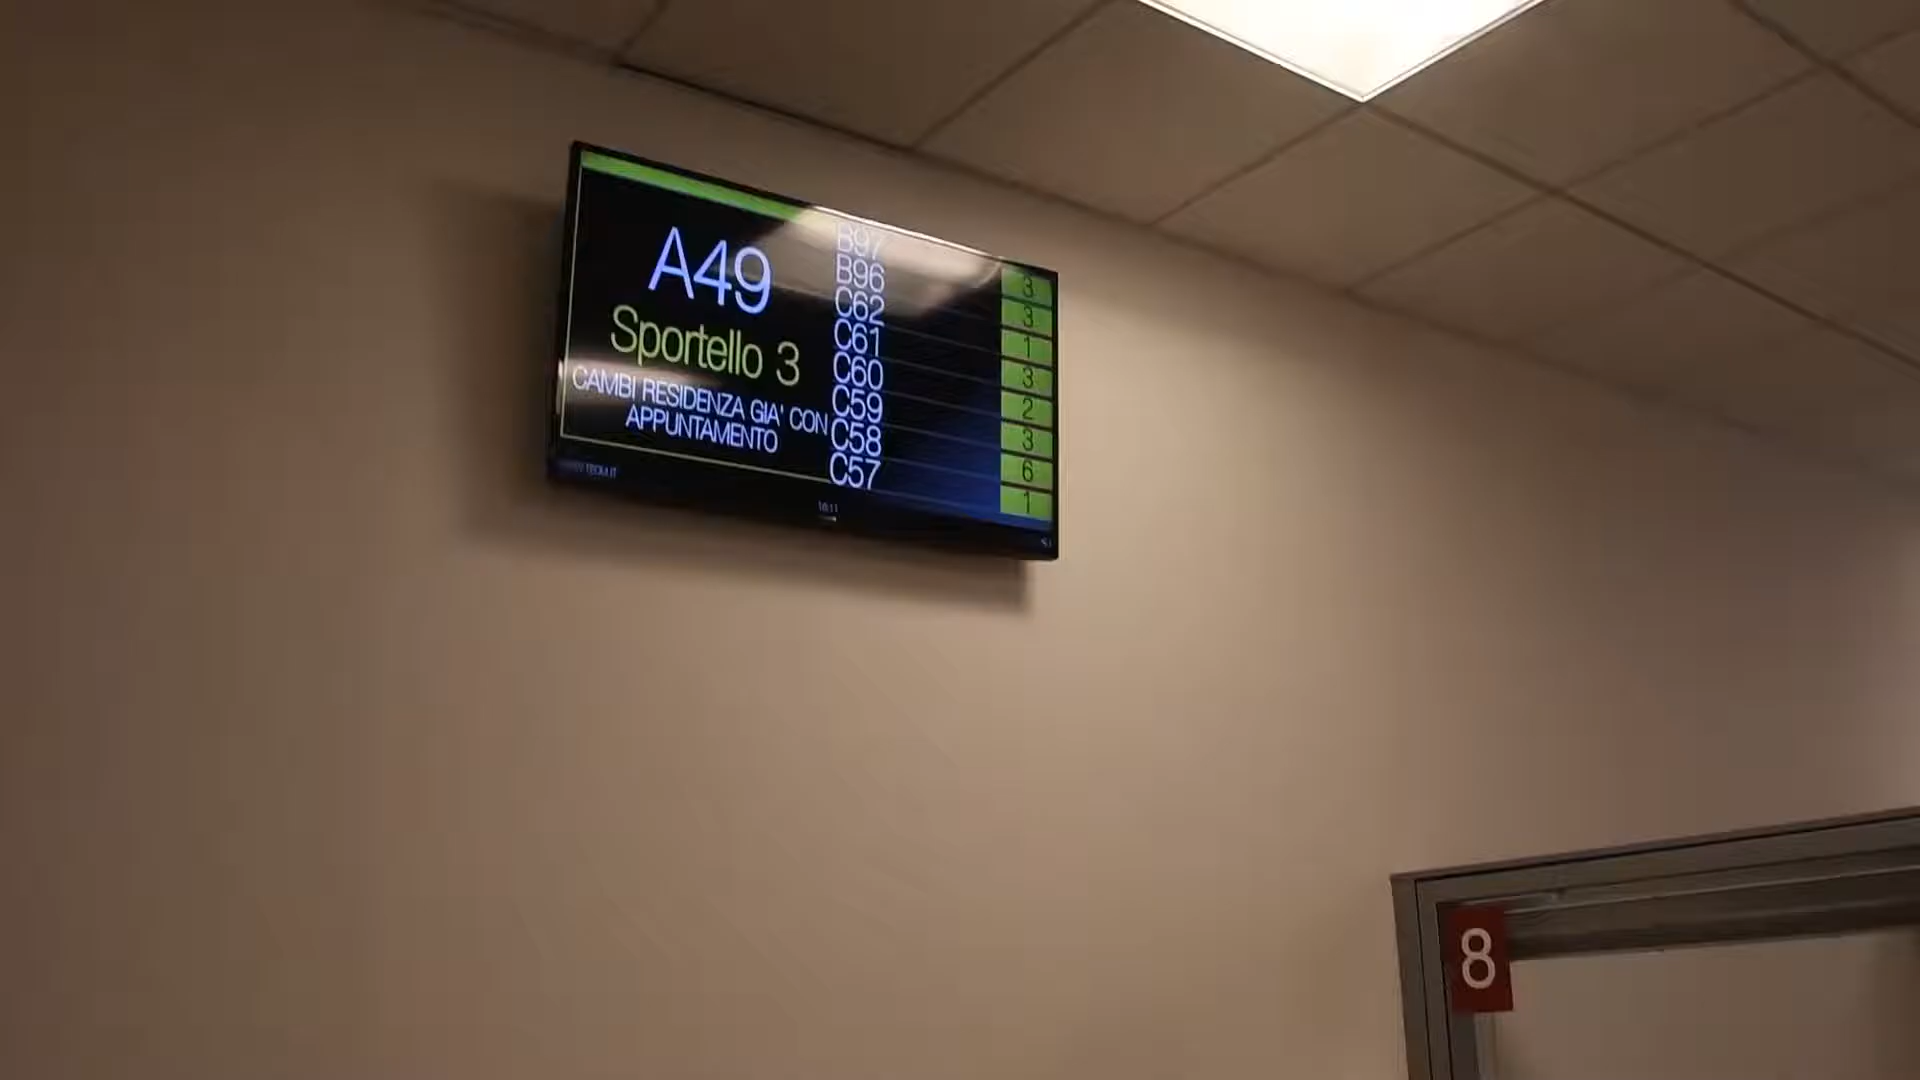 A49
Sportello 3
CAMBI RESIDENZA GIA' CON
APPUNTAMENTO
B97 3
B96 3
C62 1
C61 3
C60 2
C59 3
C58 6
C57 1
8